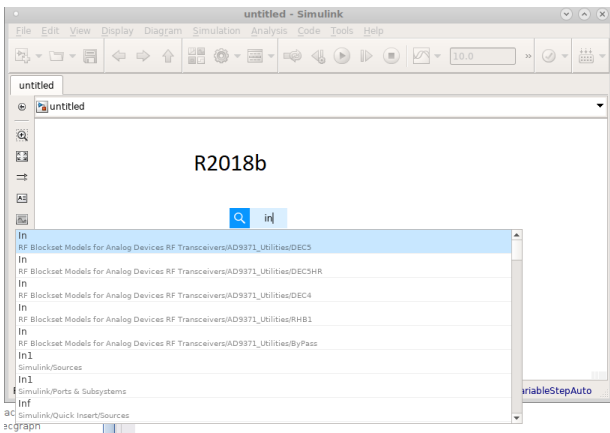 untitled - Simulink
File Edit View Display Diagram Simulation Analysis Code Tools Help
10.0
»
untitled
untitled
R2018b
in
In
RF Blockset Models for Analog Devices RF Transceivers/AD9371_Utilities/DEC5
In
RF Blockset Models for Analog Devices RF Transceivers/AD9371_Utilities/DEC5HR
In
RF Blockset Models for Analog Devices RF Transceivers/AD9371_Utilities/DEC4
In
RF Blockset Models for Analog Devices RF Transceivers/AD9371_Utilities/RHB1
In
RF Blockset Models for Analog Devices RF Transceivers/AD9371_Utilities/ByPass
In1
Simulink/Sources
In1
Simulink/Ports & Subsystems
ariableStepAuto
Inf
Simulink/Quick Insert/Sources
ac
ecgraph